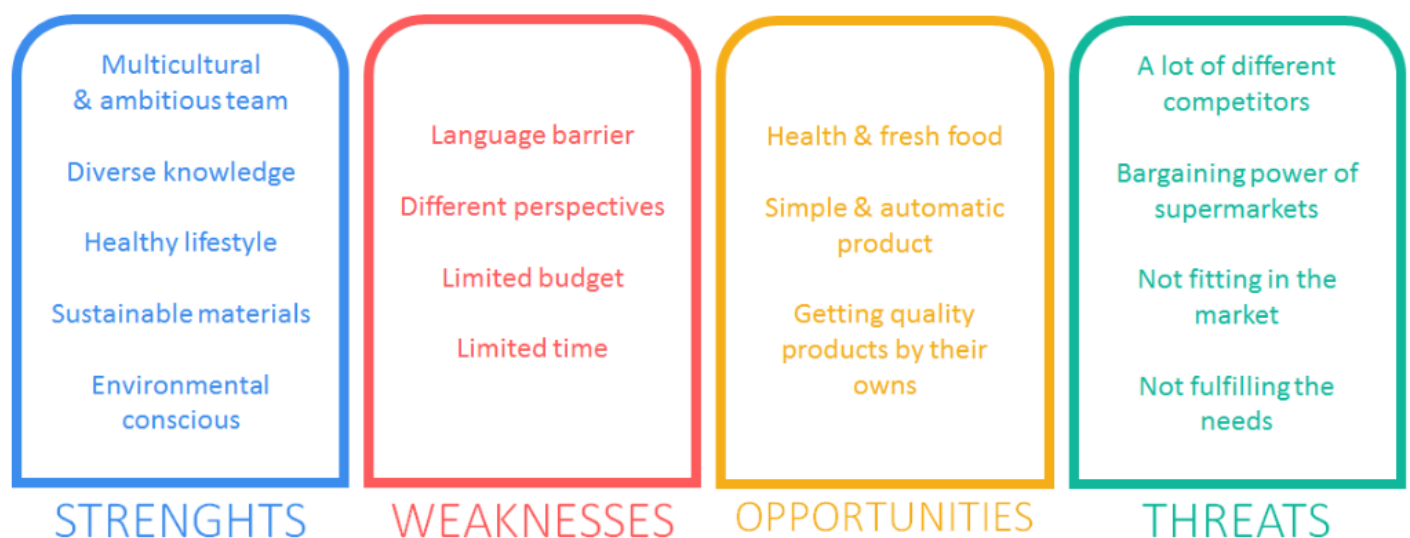 Multicultural
& ambitious team
Diverse knowledge
Healthy lifestyle
Sustainable materials
Environmental
conscious
STRENGHTS
Language barrier
Different perspectives
Limited budget
Limited time
WEAKNESSES
Health & fresh food
Simple & automatic
product
Getting quality
products by their
owns
OPPORTUNITIES
A lot of different
competitors
Bargaining power of
supermarkets
Not fitting in the
market
Not fulfilling the
needs
THREATS